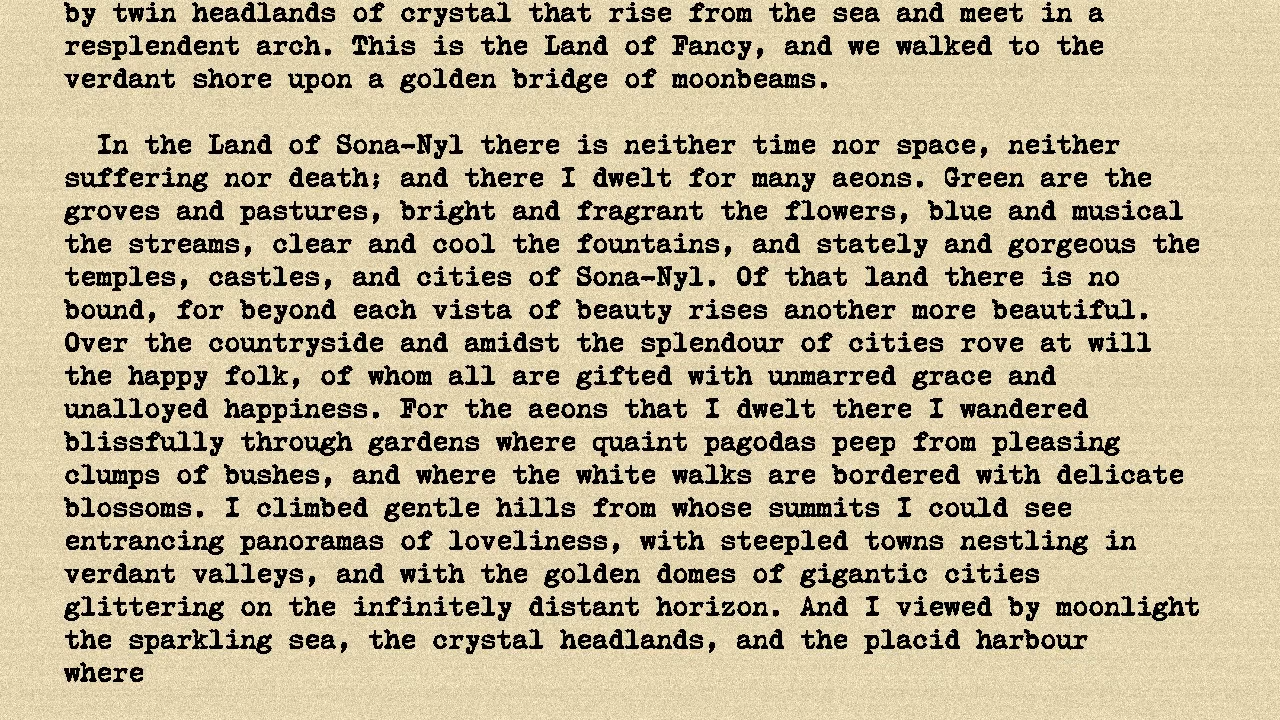 by twin headlands of crystal that rise from the sea and meet in a
resplendent arch. This is the Land of Fancy, and we walked to the
verdant shore upon a golden bridge of moonbeams.

In the Land of Sona-Nyl there is neither time nor space, neither
suffering nor death; and there I dwelt for many aeons. Green are the
groves and pastures, bright and fragrant the flowers, blue and musical
the streams, clear and cool the fountains, and stately and gorgeous the
temples, castles, and cities of Sona-Nyl. Of that land there is no
bound, for beyond each vista of beauty rises another more beautiful.
Over the countryside and amidst the splendour of cities rove at will
the happy folk, of whom all are gifted with unmarred grace and
unalloyed happiness. For the aeons that I dwelt there I wandered
blissfully through gardens where quaint pagodas peep from pleasing
clumps of bushes, and where the white walks are bordered with delicate
blossoms. I climbed gentle hills from whose summits I could see
entrancing panoramas of loveliness, with steepled towns nestling in
verdant valleys, and with the golden domes of gigantic cities
glittering on the infinitely distant horizon. And I viewed by moonlight
the sparkling sea, the crystal headlands, and the placid harbour
where